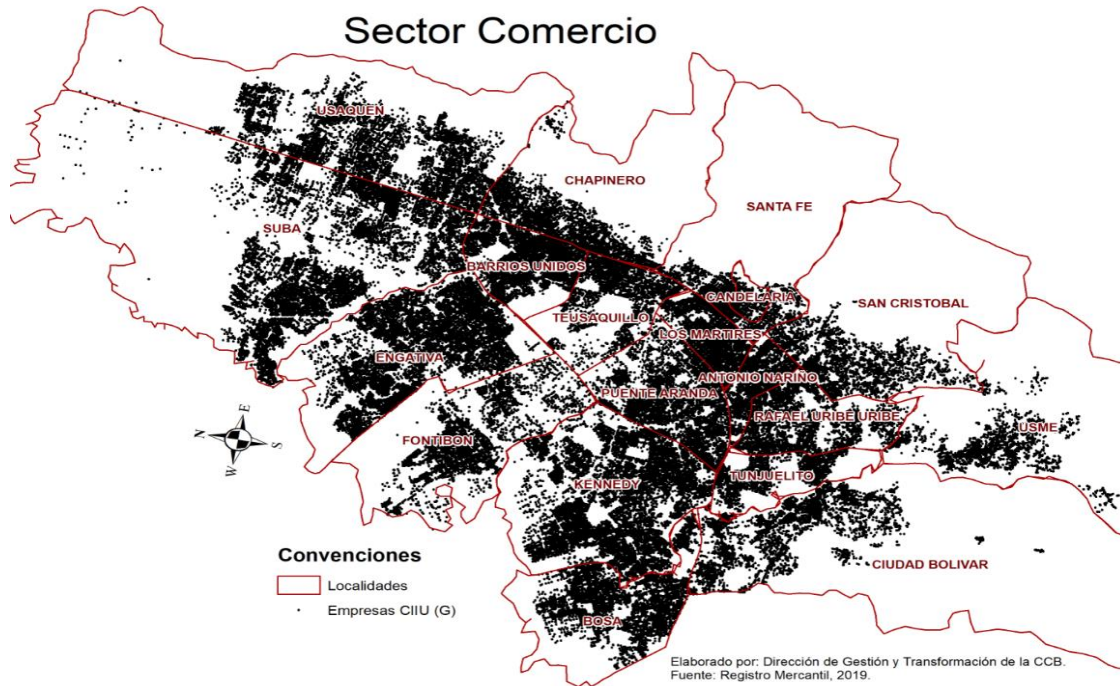 Sector Comercio
USAQUEN
CHAPINERO
SANTA FE
SUBA
BARRIOS UNIDOS
CANDELARIA
SAN CRISTOBAL
TEUSAQUILLO
LOS MARTIRES
ENGATIVA
ANTONIO NARIÑO
PUENTE ARANDA
RAFAEL URIBE URIBE
USME
FONTIBON
TUNJUELITO
KENNEDY
N
E
W
S
CIUDAD BOLIVAR
BOSA
Convenciones
Localidades
Empresas CIIU (G)
Elaborado por: Dirección de Gestión y Transformación de la CCB.
Fuente: Registro Mercantil, 2019.